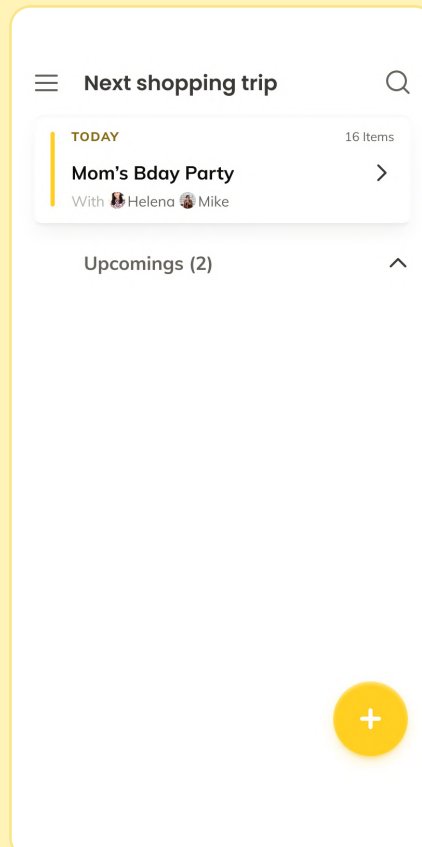 Next shopping trip
TODAY
16 Items
Mom’s Bday Party
With Helena Mike
Upcomings (2)